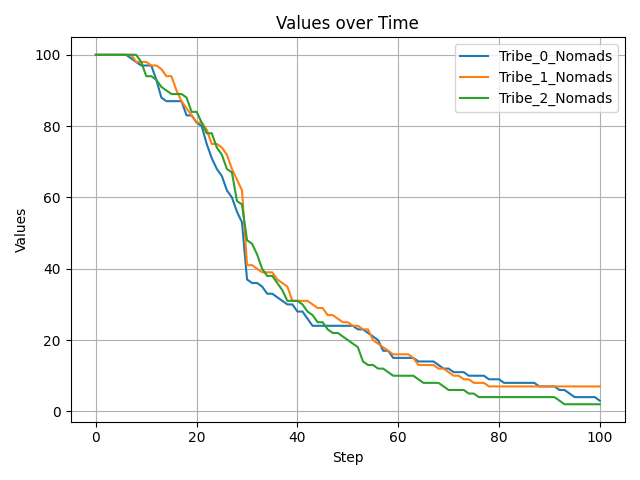 Values over Time
Tribe_0_Nomads
Tribe_1_Nomads
Tribe_2_Nomads
Values
100
80
60
40
20
0
0 20 40 60 80 100
Step